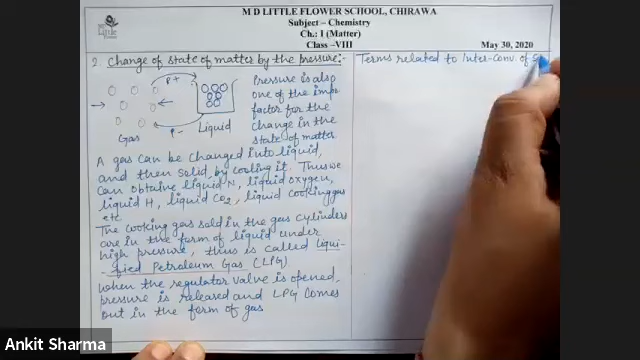 M D LITTLE FLOWER SCHOOL, CHIRAWA
Subject – Chemistry
Ch.: I (Matter)
Class –VIII
May 30, 2020
2. Change of state of matter by the pressure:-
P+
P-
Gas
Liquid
Pressure is also
one of the imp
factor for the
change in the
state of matter
A gas can be changed into liquid,
and then solid by cooling it. Thus we
can obtaine liquid N, liquid oxygen,
liquid H, liquid CO2, liquid cooking gas
etc
The cooking gas sold in the gas cylinders
are in the form of liquid under
high pressure, thus is called liqui-
-fied Petroleum Gas (LPG)
When the regulator valve is opened,
pressure is released and LPG comes
out in the form of gas
Terms related to Inter-Conv. of S
Ankit Sharma